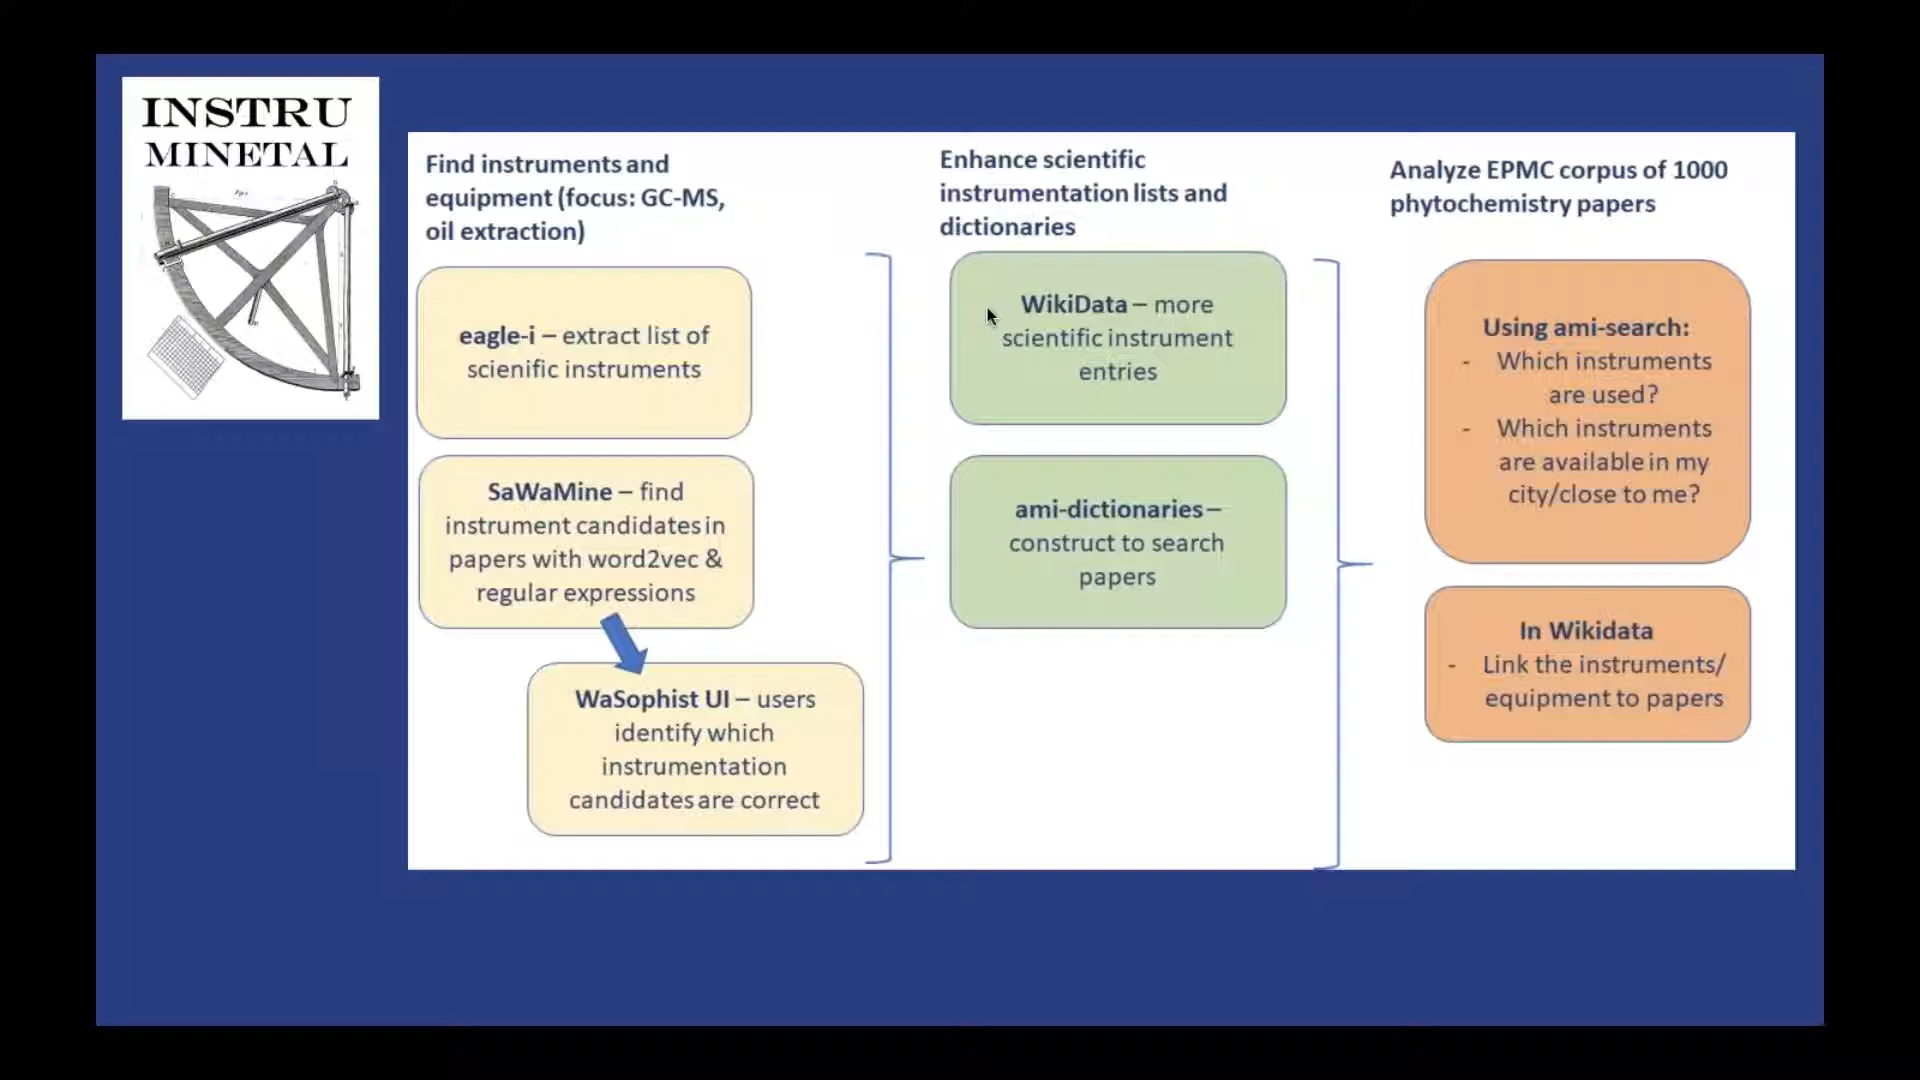 INSTRU
MINETAL
Find instruments and
equipment (focus: GC-MS,
oil extraction)
eagle-i – extract list of
scienific instruments
SaWaMine – find
instrument candidates in
papers with word2vec &
regular expressions
WaSophist UI – users
identify which
instrumentation
candidates are correct
Enhance scientific
instrumentation lists and
dictionaries
WikiData – more
scientific instrument
entries
ami-dictionaries –
construct to search
papers
Analyze EPMC corpus of 1000
phytochemistry papers
Using ami-search:
- Which instruments
are used?
- Which instruments
are available in my
city/close to me?
In Wikidata
- Link the instruments/
equipment to papers